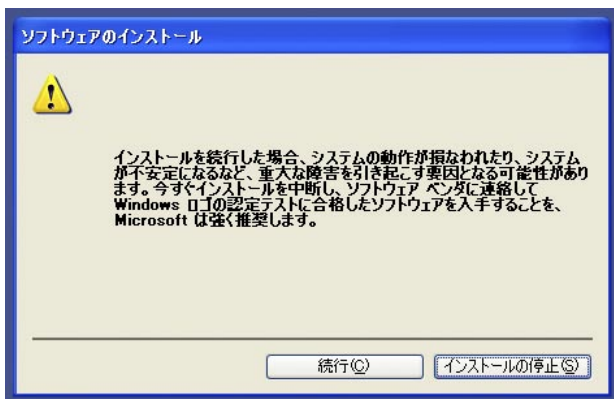 ソフトウェアのインストール
インストールを続行した場合、システムの動作が損なわれたり、システム
が不安定になるなど、重大な障害を引き起こす要因となる可能性があり
ます。今すぐインストールを中断し、ソフトウェア ベンダに連絡して
Windows ロゴの認定テストに合格したソフトウェアを入手することを、
Microsoft は強く推奨します。
続行(C)
インストールの停止(S)